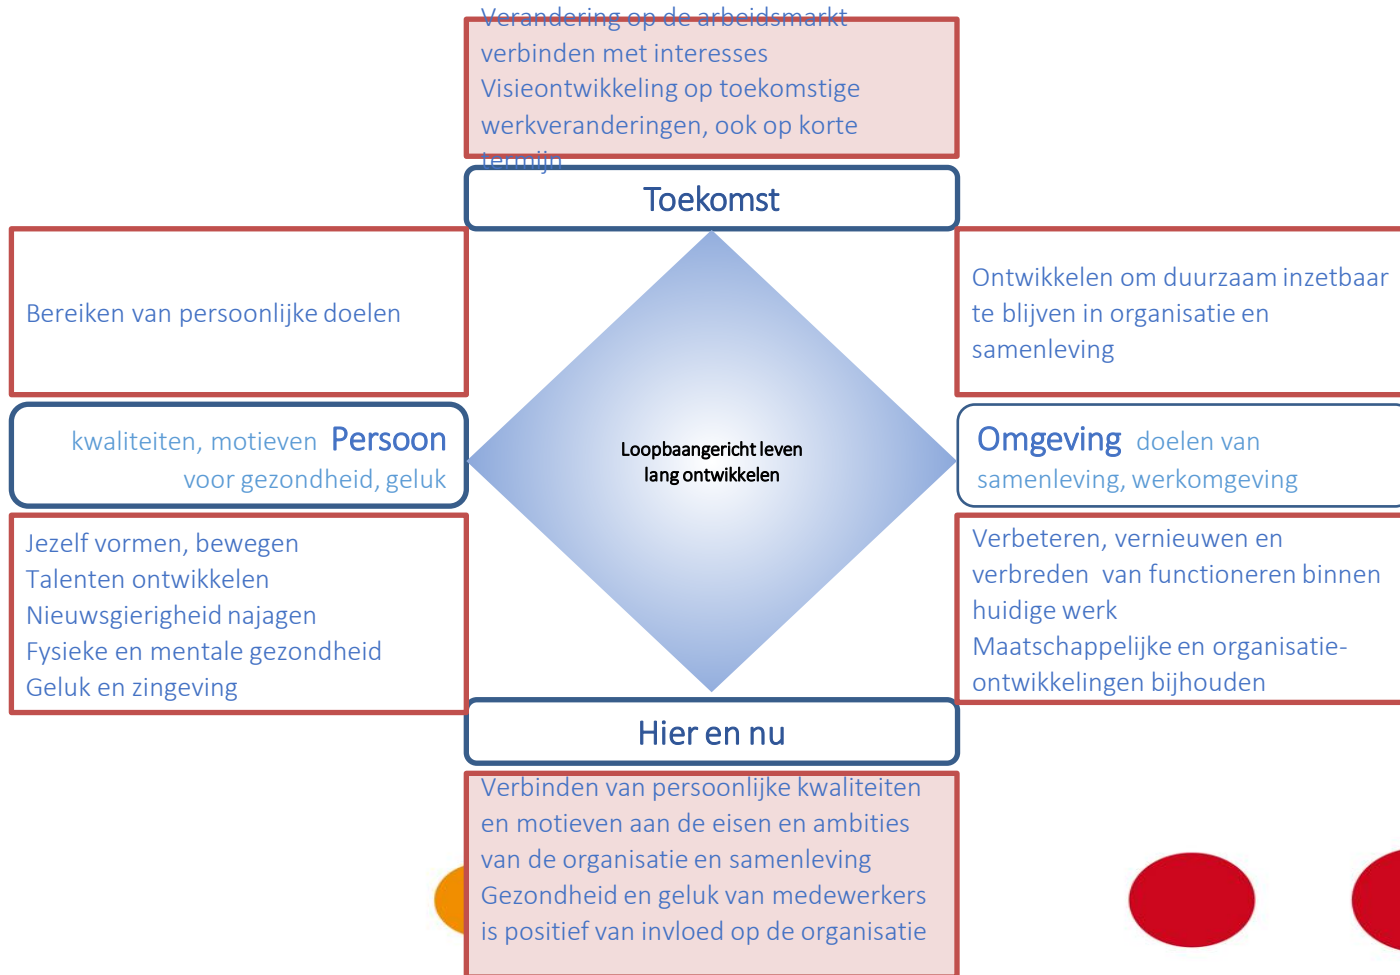 Verandering op de arbeidsmarkt
verbinden met interesses
Visieontwikkeling op toekomstige
werkveranderingen, ook op korte
termijn
Toekomst
Bereiken van persoonlijke doelen
Ontwikkelen om duurzaam inzetbaar
te blijven in organisatie en
samenleving
kwaliteiten, motieven Persoon
voor gezondheid, geluk
Loopbaangericht leven
lang ontwikkelen
Omgeving doelen van
samenleving, werkomgeving
Jezelf vormen, bewegen
Talenten ontwikkelen
Nieuwsgierigheid najagen
Fysieke en mentale gezondheid
Geluk en zingeving
Verbeteren, vernieuwen en
verbreden van functioneren binnen
huidige werk
Maatschappelijke en organisatie-
ontwikkelingen bijhouden
Hier en nu
Verbinden van persoonlijke kwaliteiten
en motieven aan de eisen en ambities
van de organisatie en samenleving
Gezondheid en geluk van medewerkers
is positief van invloed op de organisatie